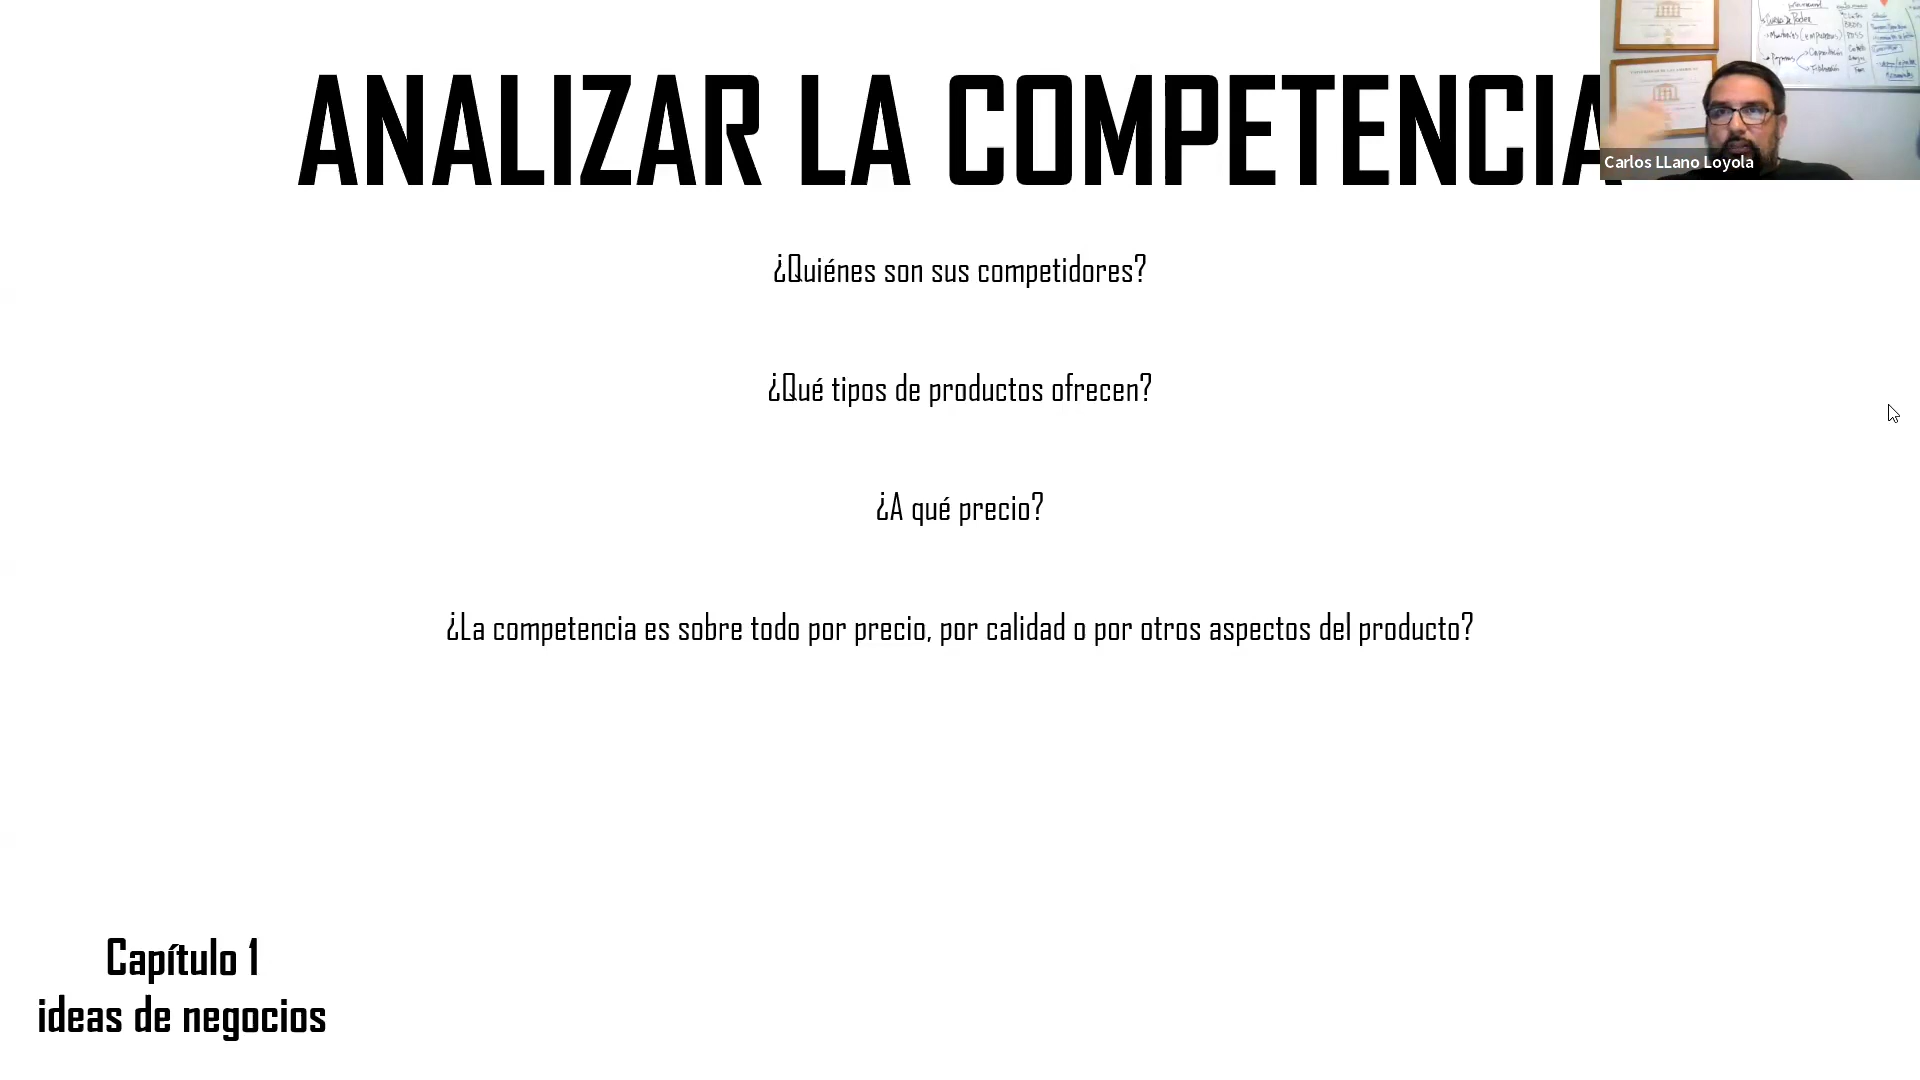 ANALIZAR LA COMPETENCIA
Carlos LLano Loyola
¿Quiénes son sus competidores?
¿Qué tipos de productos ofrecen?
¿A qué precio?
¿La competencia es sobre todo por precio, por calidad o por otros aspectos del producto?
Capítulo 1
ideas de negocios